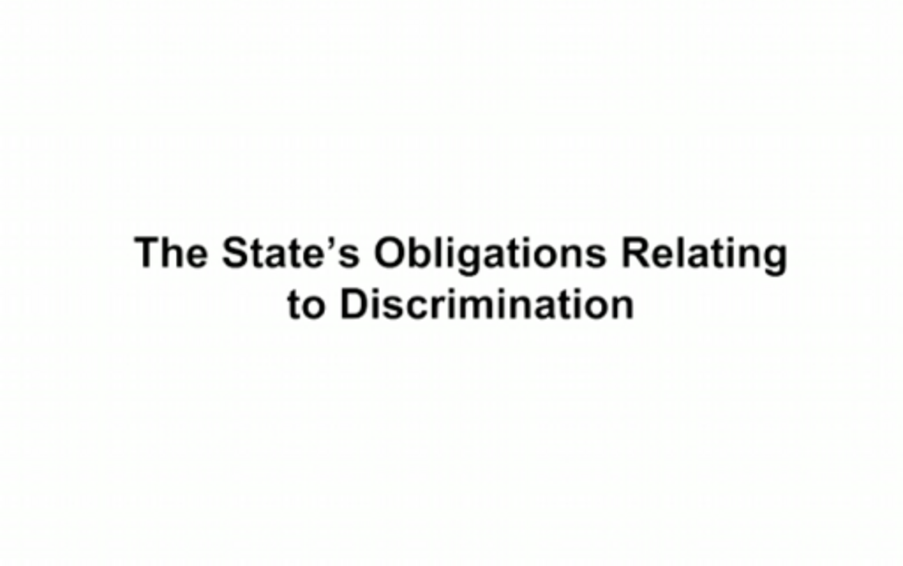 The State’s Obligations Relating
to Discrimination